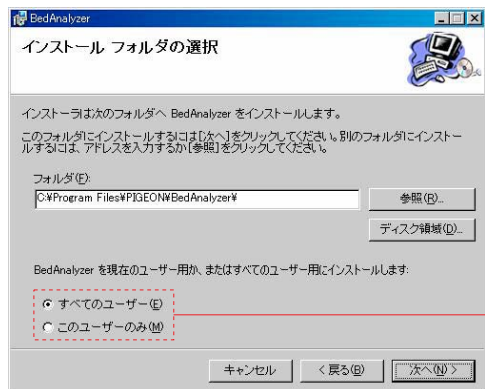 BedAnalyzer
インストール フォルダの選択
インストーラは次のフォルダへ BedAnalyzer をインストールします。
このフォルダにインストールするには[次へ]をクリックしてください。別のフォルダにインストー
ルするには、アドレスを入力するか[参照]をクリックしてください。
フォルダ(F):
C:¥Program Files¥PIGEON¥BedAnalyzer¥
参照(R)...
ディスク領域(D)...
BedAnalyzer を現在のユーザー用か、またはすべてのユーザー用にインストールします:
すべてのユーザー(E)
このユーザーのみ(M)
キャンセル
< 戻る(B)
次へ(N) >